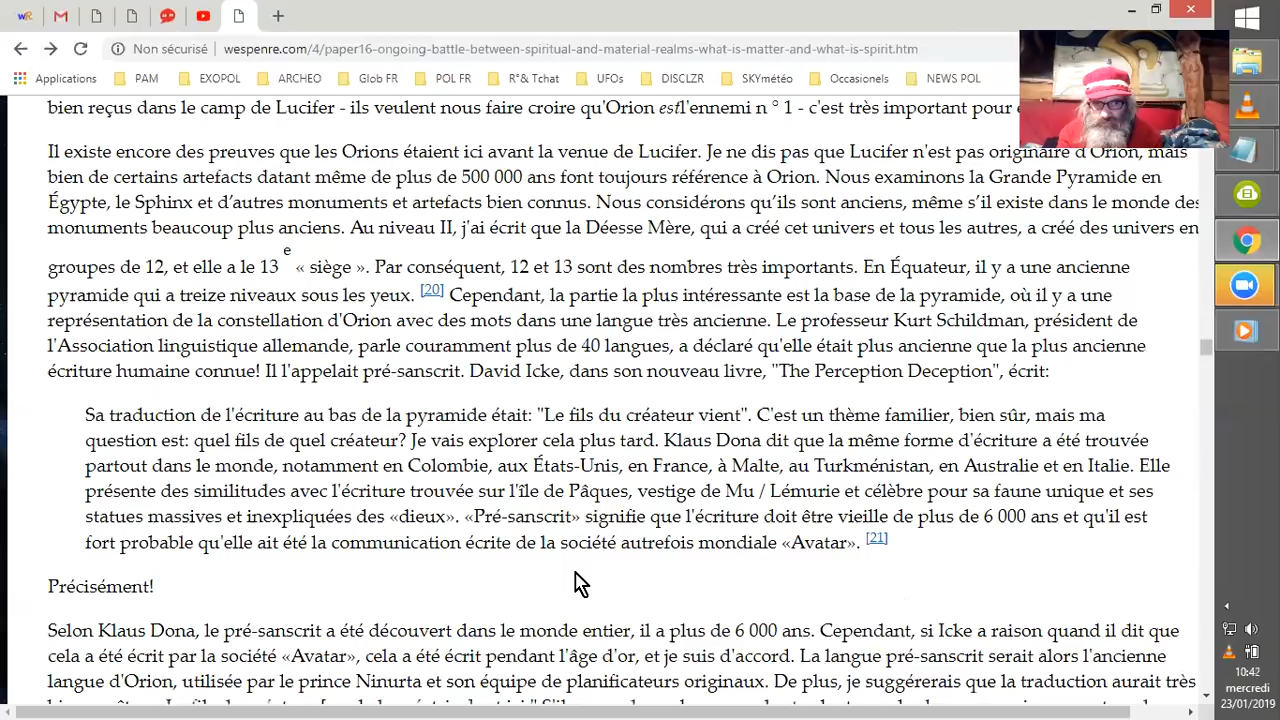 Non sécurisé | wespenre.com/4/paper16-ongoing-battle-between-spiritual-and-material-realms-what-is-matter-and-what-is-spirit.htm
Applications PAM EXOPOL ARCHEO Glob FR POL FR R°& Tchat UFOs DISCLZR SKYmétéo Occasionels NEWS POL
bien reçus dans le camp de Lucifer - ils veulent nous faire croire qu'Orion estl'ennemi n ° 1 - c'est très important pour
Il existe encore des preuves que les Orions étaient ici avant la venue de Lucifer. Je ne dis pas que Lucifer n'est pas originaire d'Orion, mais
bien de certains artefacts datant même de plus de 500 000 ans font toujours référence à Orion. Nous examinons la Grande Pyramide en
Égypte, le Sphinx et d'autres monuments et artefacts bien connus. Nous considérons qu'ils sont anciens, même s'il existe dans le monde des
monuments beaucoup plus anciens. Au niveau II, j'ai écrit que la Déesse Mère, qui a créé cet univers et tous les autres, a créé des univers en
groupes de 12, et elle a le 13 e « siège ». Par conséquent, 12 et 13 sont des nombres très importants. En Équateur, il y a une ancienne
pyramide qui a treize niveaux sous les yeux. [20] Cependant, la partie la plus intéressante est la base de la pyramide, où il y a une
représentation de la constellation d'Orion avec des mots dans une langue très ancienne. Le professeur Kurt Schildman, président de
l'Association linguistique allemande, parle couramment plus de 40 langues, a déclaré qu'elle était plus ancienne que la plus ancienne
écriture humaine connue! Il l'appelait pré-sanscrit. David Icke, dans son nouveau livre, "The Perception Deception", écrit:
Sa traduction de l'écriture au bas de la pyramide était: "Le fils du créateur vient". C'est un thème familier, bien sûr, mais ma
question est: quel fils de quel créateur? Je vais explorer cela plus tard. Klaus Dona dit que la même forme d'écriture a été trouvée
partout dans le monde, notamment en Colombie, aux États-Unis, en France, à Malte, au Turkménistan, en Australie et en Italie. Elle
présente des similitudes avec l'écriture trouvée sur l'île de Pâques, vestige de Mu / Lémurie et célèbre pour sa faune unique et ses
statues massives et inexpliquées des «dieux». «Pré-sanscrit» signifie que l'écriture doit être vieille de plus de 6 000 ans et qu'il est
fort probable qu'elle ait été la communication écrite de la société autrefois mondiale «Avatar». [21]
Précisément!
Selon Klaus Dona, le pré-sanscrit a été découvert dans le monde entier, il a plus de 6 000 ans. Cependant, si Icke a raison quand il dit que
cela a été écrit par la société «Avatar», cela a été écrit pendant l'âge d'or, et je suis d'accord. La langue pré-sanscrit serait alors l'ancienne
langue d'Orion, utilisée par le prince Ninurta et son équipe de planificateurs originaux. De plus, je suggérerais que la traduction aurait très
10:42
mercredi
23/01/2019